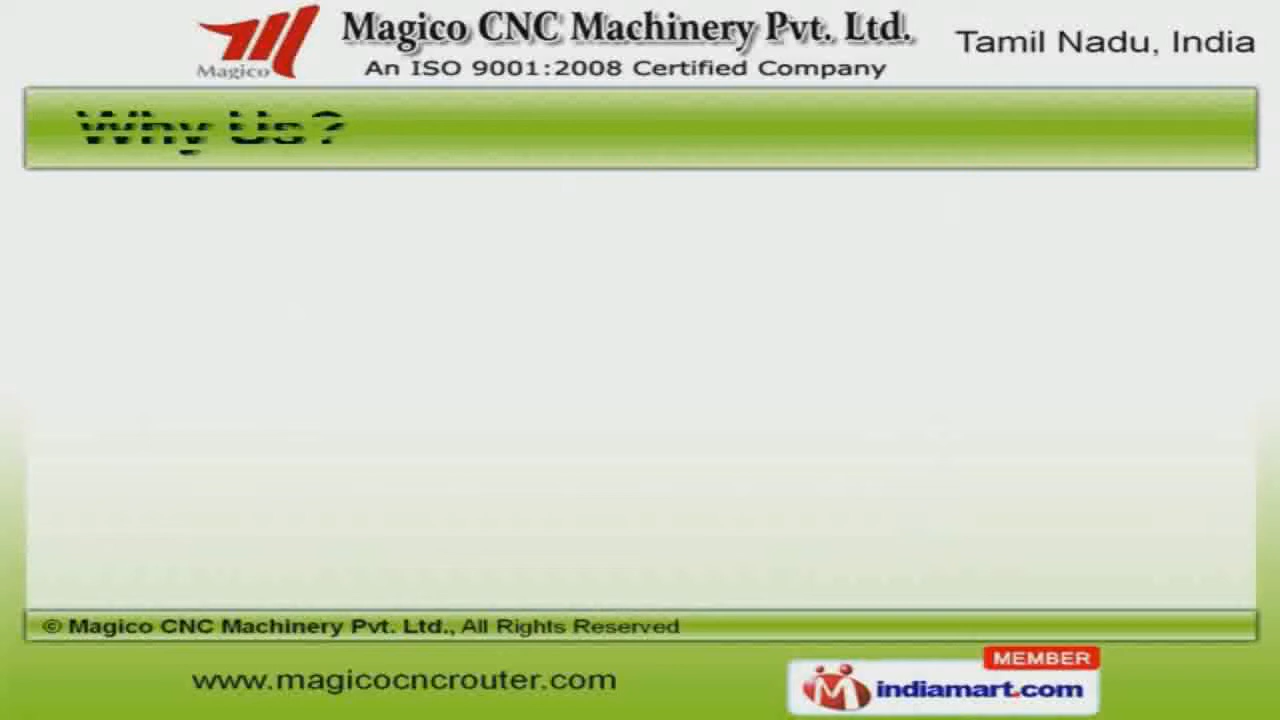 Magico
Magico CNC Machinery Pvt. Ltd.
An ISO 9001:2008 Certified Company
Tamil Nadu, India
Why Us?
© Magico CNC Machinery Pvt. Ltd., All Rights Reserved
www.magicocncrouter.com
MEMBER
indiamart.com